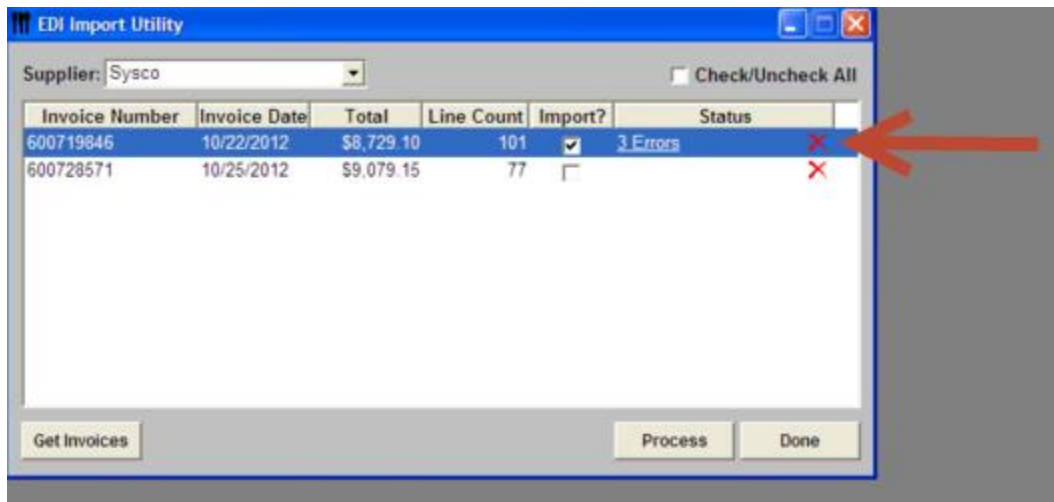 EDI Import Utility
Supplier: Sysco
Check/Uncheck All
Invoice Number Invoice Date Total Line Count Import? Status
600719846 10/22/2012 $8,729.10 101 3 Errors
600728571 10/25/2012 $9,079.15 77
Get Invoices Process Done